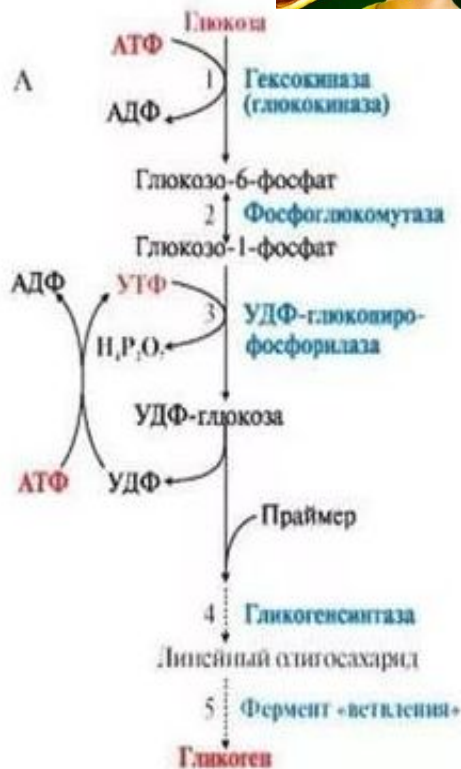 Глюкоза
АТФ
А
1 Гексокиназа
(глюкокиназа)
АДФ
Глюкозо-6-фосфат
2 Фосфоглюкомутаза
Глюкозо-1-фосфат
АДФ УТФ
3 УДФ-глюкопиро-
фосфорилаза
H₄P₂O₇
УДФ-глюкоза
АТФ УДФ
Праймер
4 Гликогенсинтаза
Линейный олигосахарид
5 Фермент «ветвления»
Гликоген